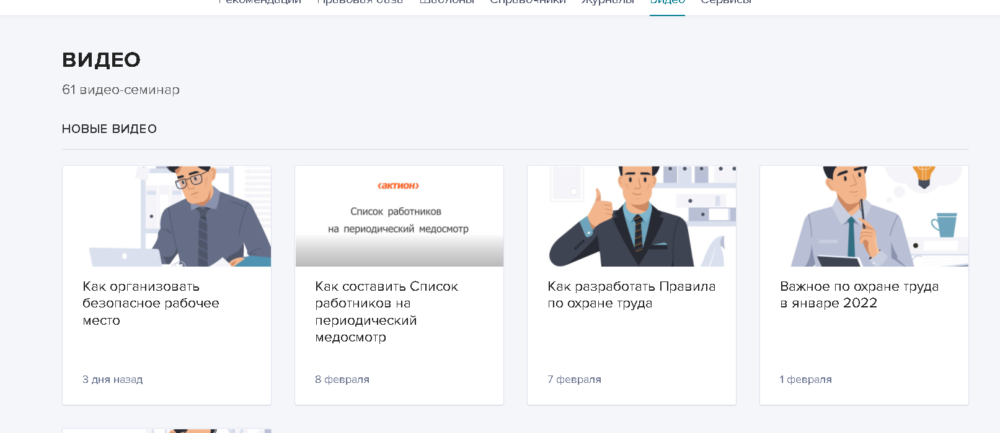 Рекомендации Правовая база Шаблоны Справочники Журналы Видео Сервисы
ВИДЕО
61 видео-семинар
НОВЫЕ ВИДЕО
‹актион›
Список работников
на периодический медосмотр
Как организовать
безопасное рабочее
место
3 дня назад
Как составить Список
работников на
периодический
медосмотр
8 февраля
Как разработать Правила
по охране труда
7 февраля
Важное по охране труда
в январе 2022
1 февраля